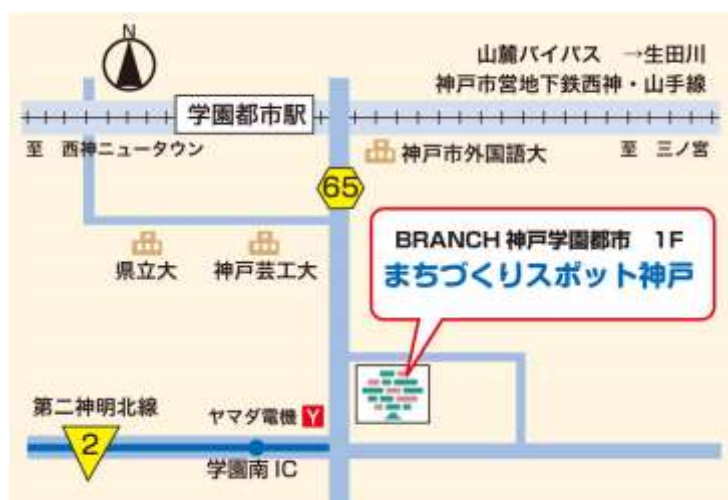 N
山麓バイパス →生田川
神戸市営地下鉄西神・山手線
学園都市駅
至 西神ニュータウン
神戸市外国語大
至 三ノ宮
65
BRANCH 神戸学園都市 1F
まちづくりスポット神戸
県立大
神戸芸工大
第二神明北線
2
ヤマダ電機 Y
学園南 IC